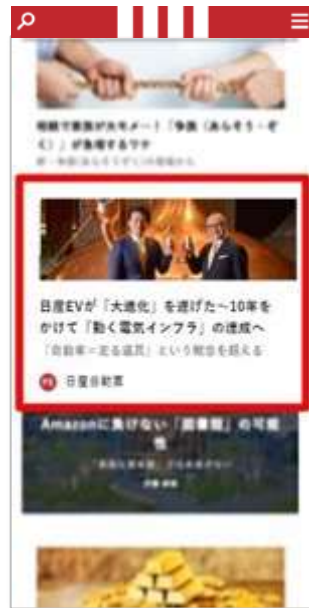 相続で家族が大モメー!「争族(あらそう・ぞ
く)」が急増するワケ
日産EVが「大進化」を遂げた〜10年を
かけて「動く電気インフラ」の達成へ
「自動車=走る道具」という概念を超える
PR 日産自動車
Amazonに負けない「図書館」の可能
性